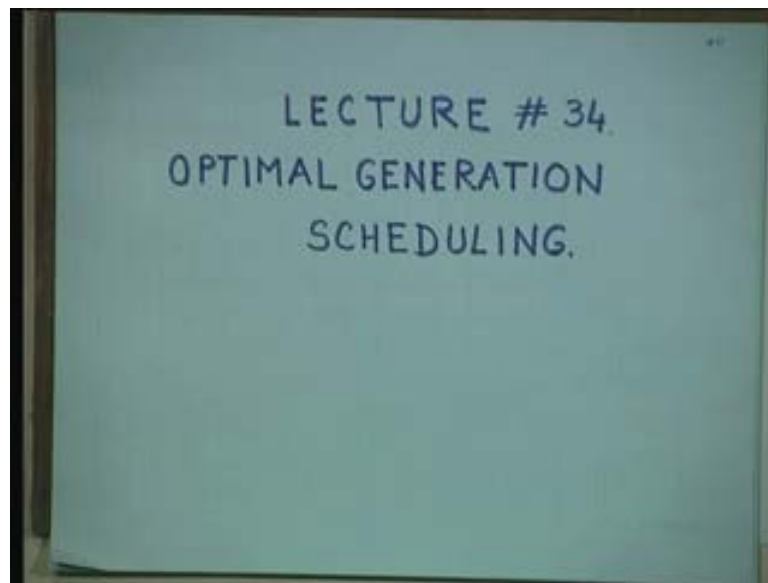 LECTURE # 34.
OPTIMAL GENERATION
SCHEDULING.